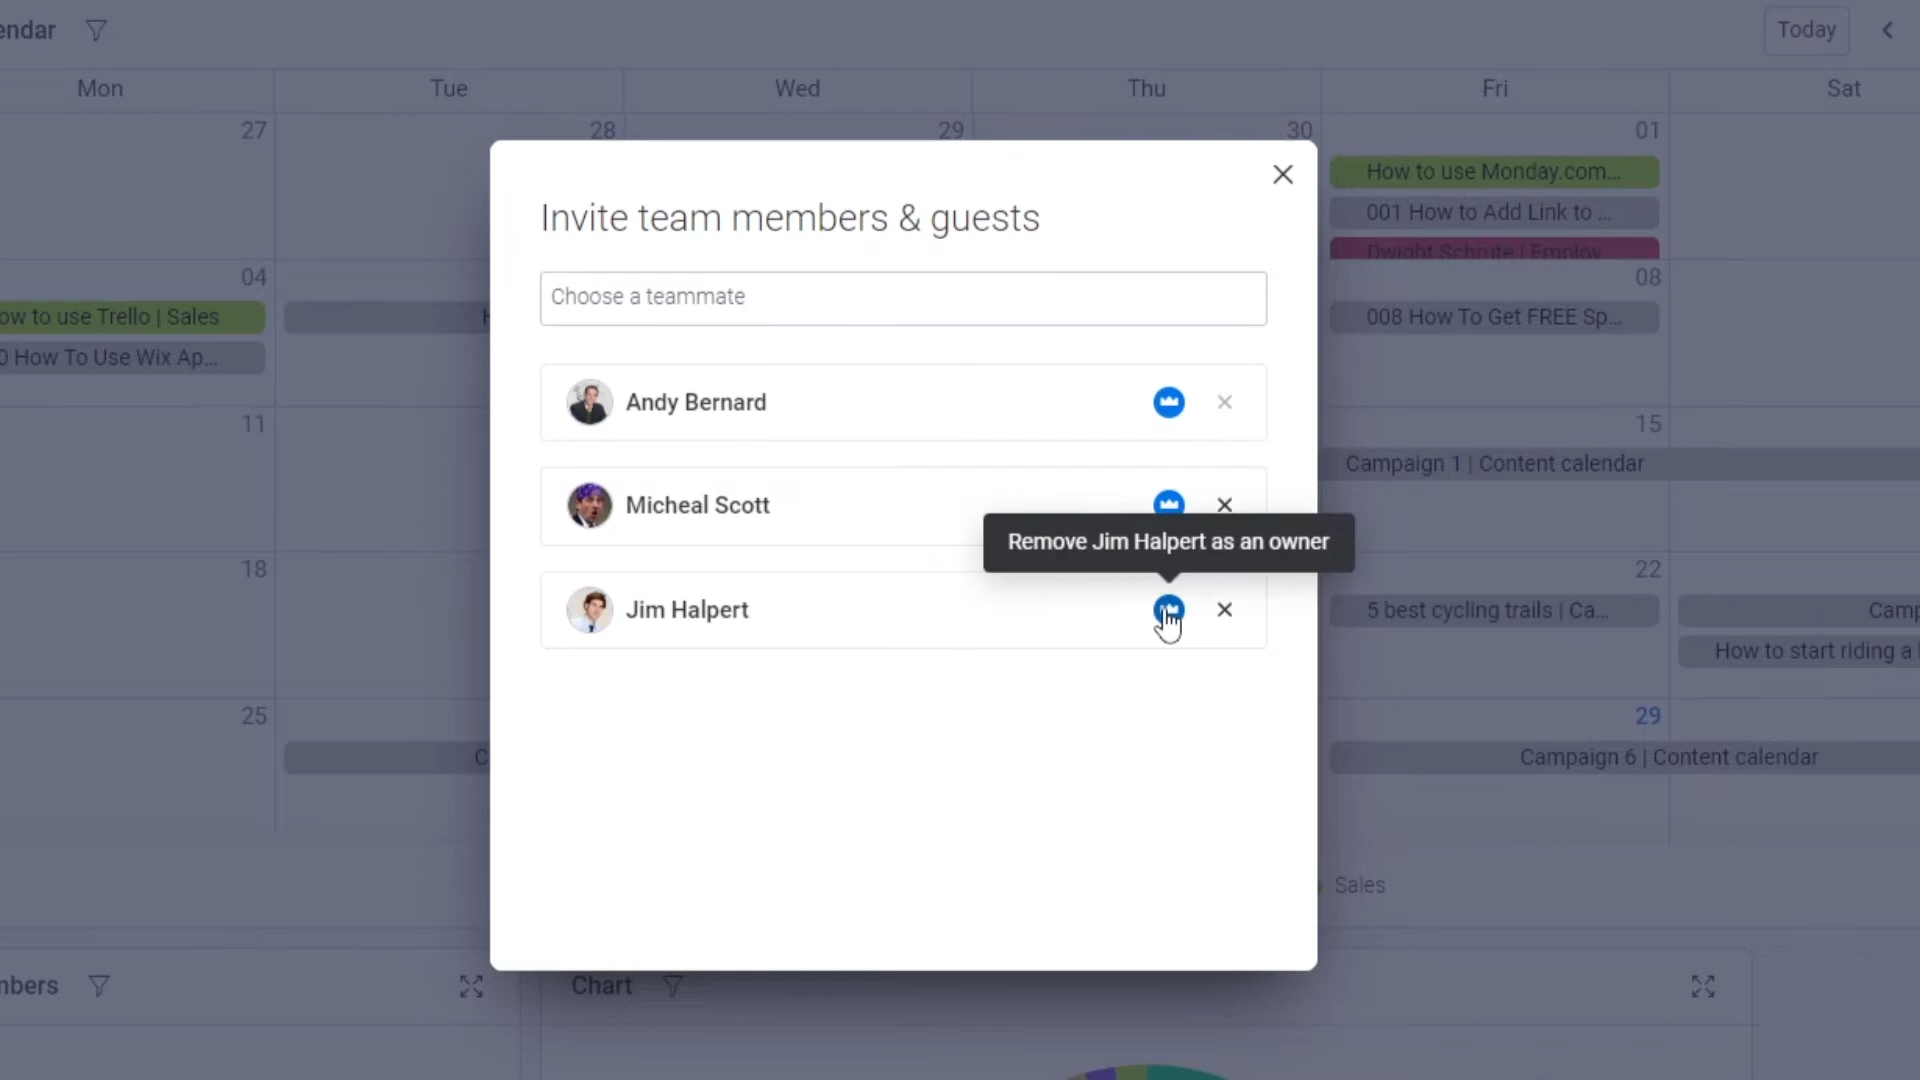 endar
Today
Mon
Tue
Wed
Thu
Fri
Sat
27
28
29
30
01
How to use Monday.com...
001 How to Add Link to ...
Dwight Schrute | Employ
Invite team members & guests
Choose a teammate
04
ow to use Trello | Sales
0 How To Use Wix Ap...
H
08
008 How To Get FREE Sp...
Andy Bernard
11
15
Campaign 1 | Content calendar
Micheal Scott
Remove Jim Halpert as an owner
18
22
Jim Halpert
5 best cycling trails | Ca...
Camp
How to start riding a
25
C
29
Campaign 6 | Content calendar
Sales
mbers
Chart